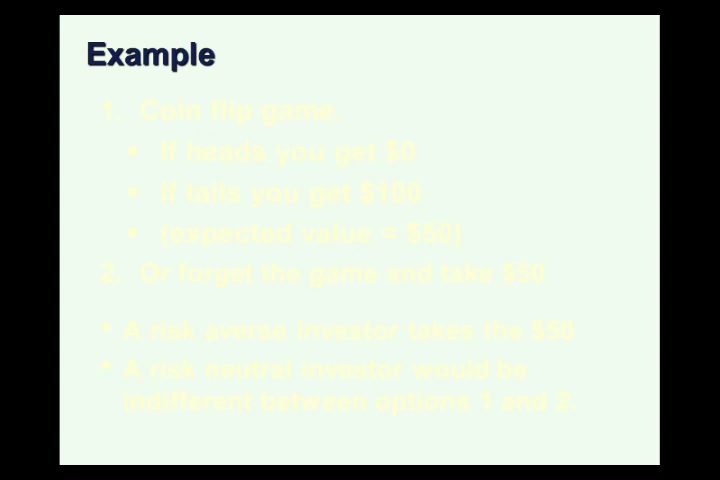 Example
1. Coin flip game.
• If heads you get $0
• If tails you get $100
• (expected value = $50)
2. Or forget the game and take $50
• A risk averse investor takes the $50
• A risk neutral investor would be
indifferent between options 1 and 2.